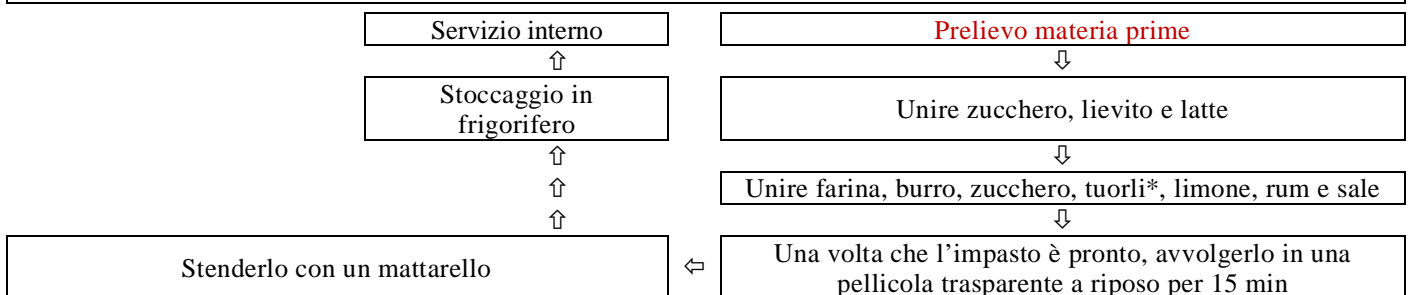 Servizio interno
Prelievo materia prime
⇧
⇩
Stoccaggio in
frigorifero
Unire zucchero, lievito e latte
⇧
⇩
⇧
Unire farina, burro, zucchero, tuorli*, limone, rum e sale
⇧
⇩
Stenderlo con un mattarello
⇦
Una volta che l’impasto è pronto, avvolgerlo in una
pellicola trasparente a riposo per 15 min